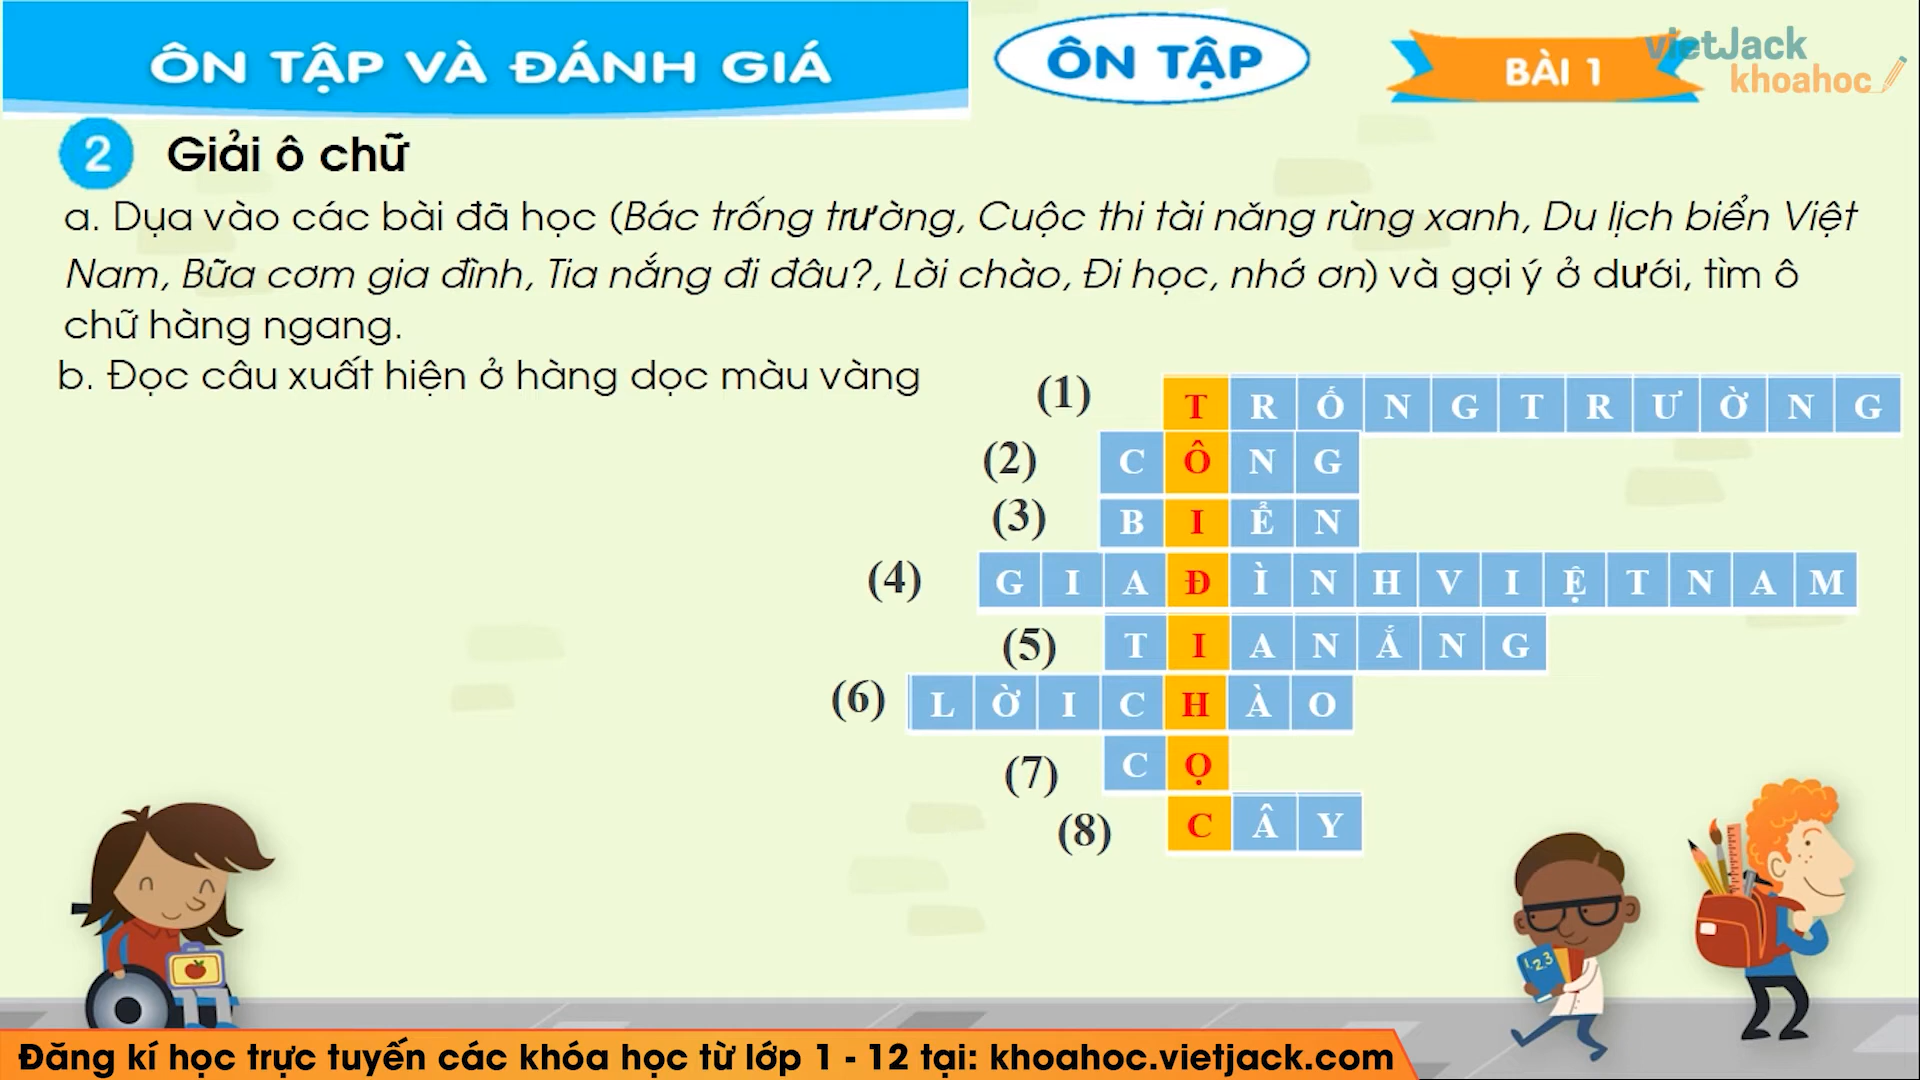 ÔN TẬP VÀ ĐÁNH GIÁ
ÔN TẬP
BÀI 1
vietJack
khoahoc
2 Giải ô chữ
a. Dụa vào các bài đã học (Bác trống trường, Cuộc thi tài năng rừng xanh, Du lịch biển Việt
Nam, Bữa cơm gia đình, Tia nắng đi đâu?, Lời chào, Đi học, nhớ ơn) và gợi ý ở dưới, tìm ô
chữ hàng ngang.
b. Đọc câu xuất hiện ở hàng dọc màu vàng
(1) T R Ố N G T R Ư Ờ N G
(2) C Ô N G
(3) B I Ể N
(4) G I A Đ Ì N H V I Ệ T N A M
(5) T I A N Ắ N G
(6) L Ờ I C H À O
(7) C Ọ
(8) C Â Y
1.2.3
Đăng kí học trực tuyến các khóa học từ lớp 1 - 12 tại: khoahoc.vietjack.com